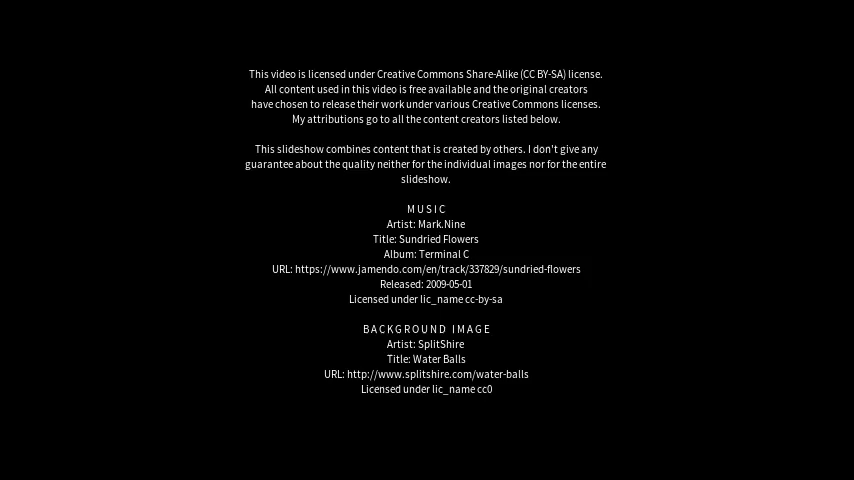 This video is licensed under Creative Commons Share-Alike (CC BY-SA) license.
All content used in this video is free available and the original creators
have chosen to release their work under various Creative Commons licenses.
My attributions go to all the content creators listed below.
This slideshow combines content that is created by others. I don't give any
guarantee about the quality neither for the individual images nor for the entire
slideshow.
MUSIC
Artist: Mark.Nine
Title: Sundried Flowers
Album: Terminal C
URL: https://www.jamendo.com/en/track/337829/sundried-flowers
Released: 2009-05-01
Licensed under lic_name cc-by-sa
BACKGROUND IMAGE
Artist: SplitShire
Title: Water Balls
URL: http://www.splitshire.com/water-balls
Licensed under lic_name cc0